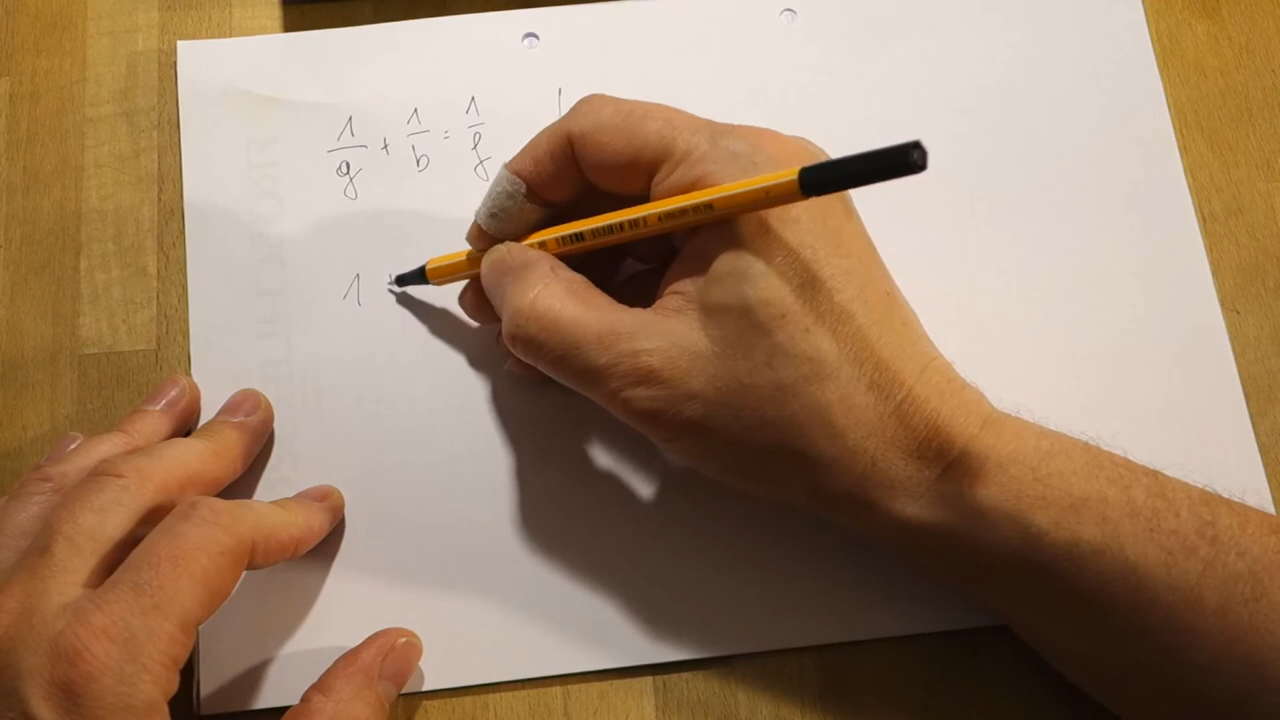 1/g + 1/b = 1/f |
1 +